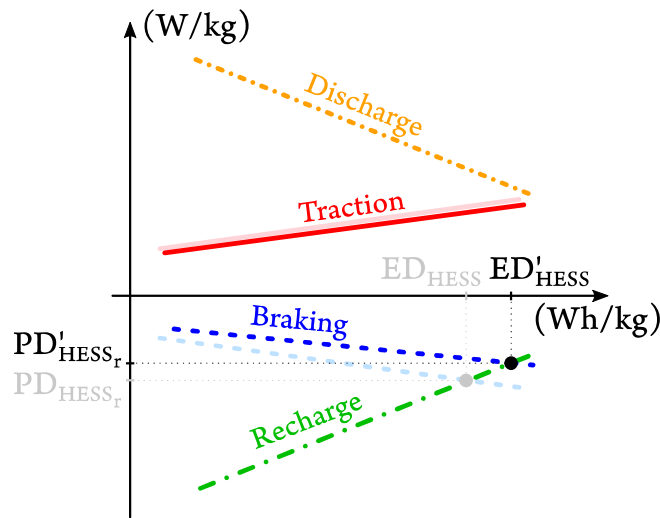 (W/kg)
Discharge
Traction
ED_HESS ED'_HESS
(Wh/kg)
Braking
PD'_HESS_r
PD_HESS_r
Recharge